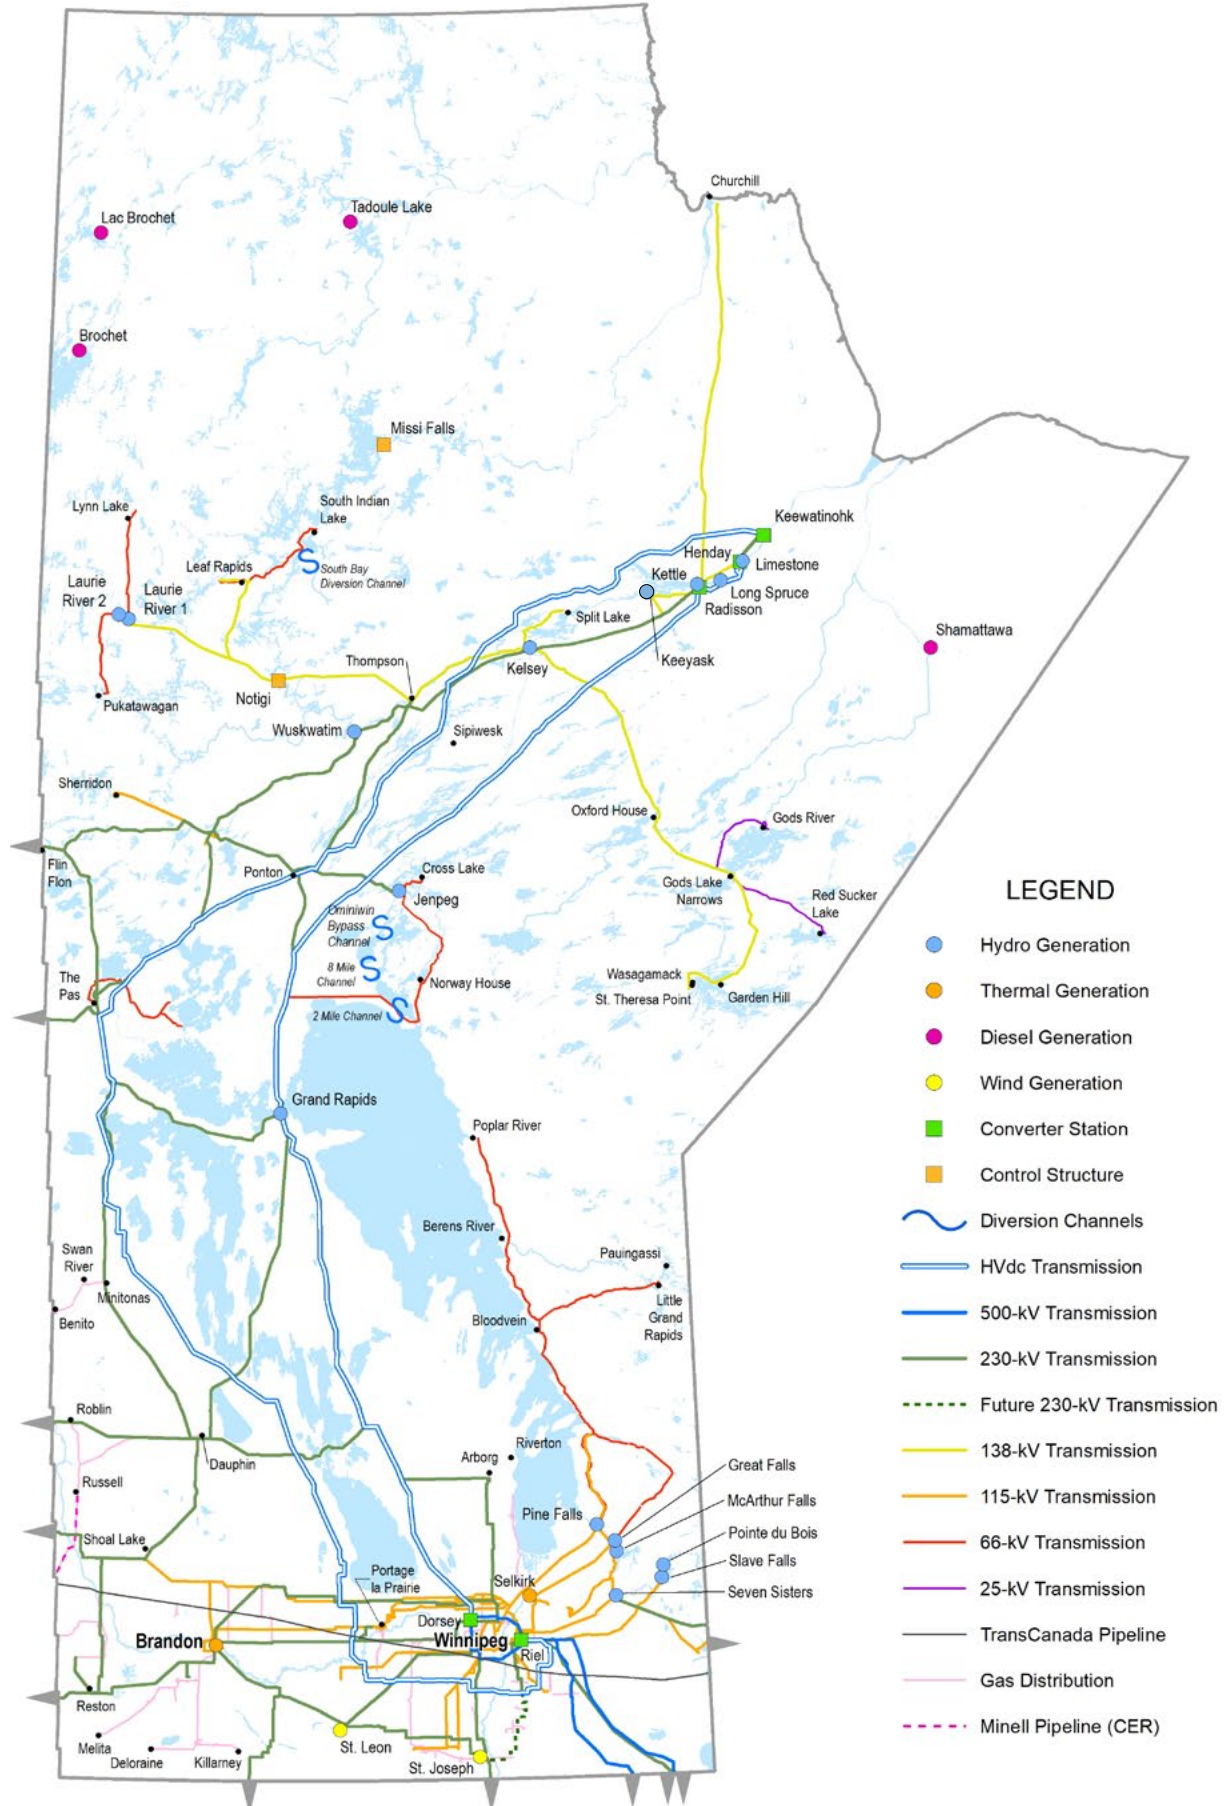 Churchill
Lac Brochet
Tadoule Lake
Brochet
Missi Falls
Lynn Lake
South Indian
Lake
Keewatinohk
Henday
Limestone
Leaf Rapids
South Bay
Diversion Channel
Kettle
Laurie
River 2
Laurie
River 1
Long Spruce
Radisson
Split Lake
Shamattawa
Thompson
Kelsey
Keeyask
Notigi
Pukatawagan
Wuskwatim
Sipiwesk
Sherridon
Oxford House
Gods River
Flin
Flon
Ponton
Cross Lake
Jenpeg
Gods Lake
Narrows
Red Sucker
Lake
Ominiwin
Bypass
Channel
8 Mile
Channel
The
Pas
Norway House
Wasagamack
St. Theresa Point
Garden Hill
2 Mile Channel
Grand Rapids
Poplar River
Berens River
Pauingassi
Swan
River
Minitonas
Little
Grand
Rapids
Benito
Bloodvein
Roblin
Dauphin
Riverton
Arborg
Russell
Great Falls
McArthur Falls
Pine Falls
Pointe du Bois
Shoal Lake
Slave Falls
Portage
la Prairie
Selkirk
Seven Sisters
Dorsey
Brandon
Winnipeg
Riel
Reston
Melita
Deloraine
Killarney
St. Leon
St. Joseph
LEGEND
Hydro Generation
Thermal Generation
Diesel Generation
Wind Generation
Converter Station
Control Structure
Diversion Channels
HVdc Transmission
500-kV Transmission
230-kV Transmission
Future 230-kV Transmission
138-kV Transmission
115-kV Transmission
66-kV Transmission
25-kV Transmission
TransCanada Pipeline
Gas Distribution
Minell Pipeline (CER)